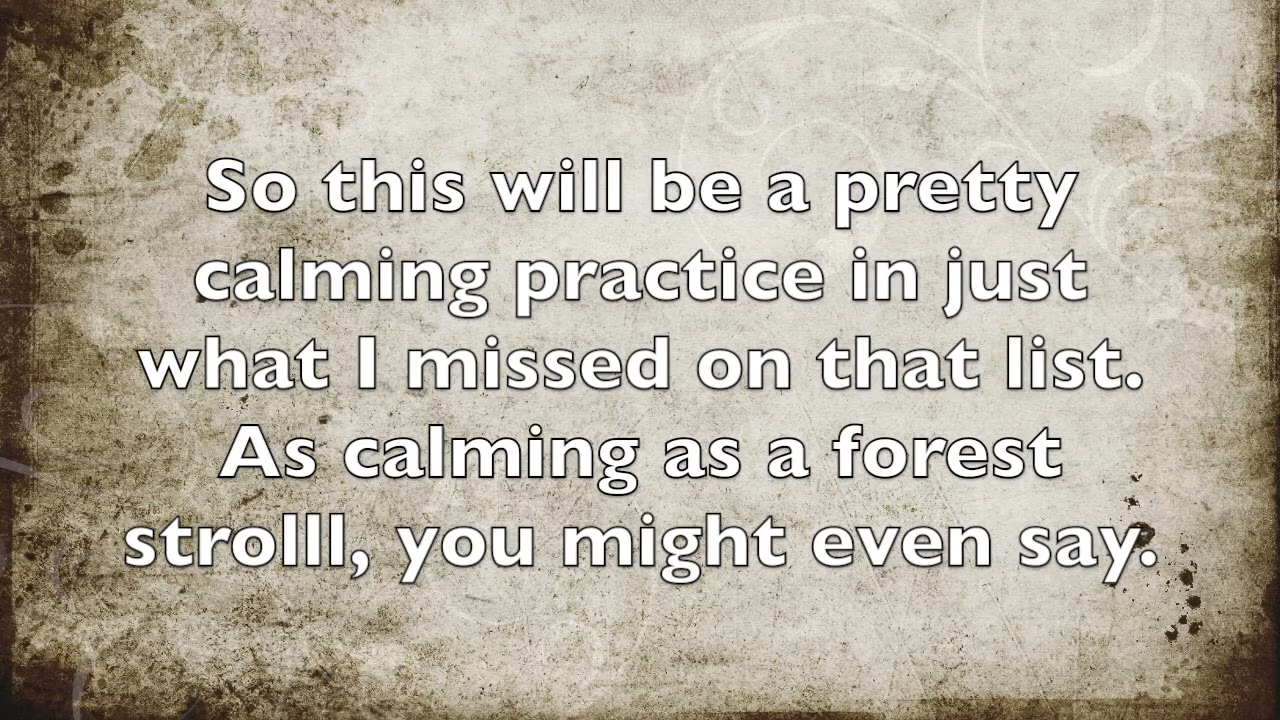 So this will be a pretty
calming practice in just
what I missed on that list.
As calming as a forest
strolll, you might even say.